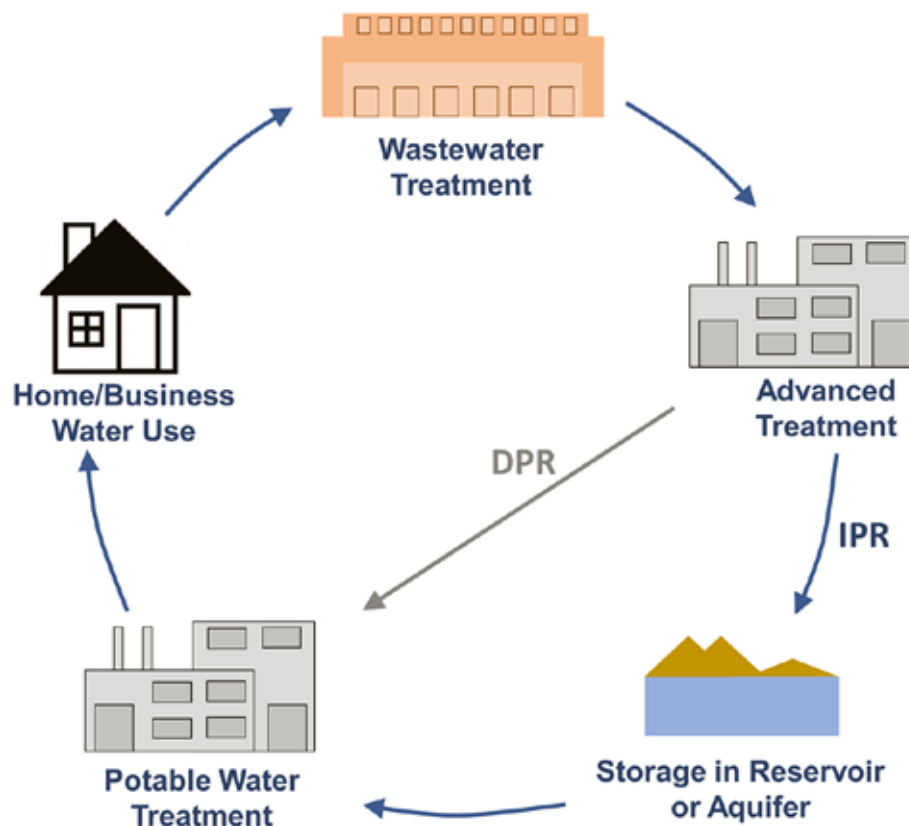 Wastewater
Treatment
Home/Business
Water Use
Advanced
Treatment
DPR
IPR
Potable Water
Treatment
Storage in Reservoir
or Aquifer